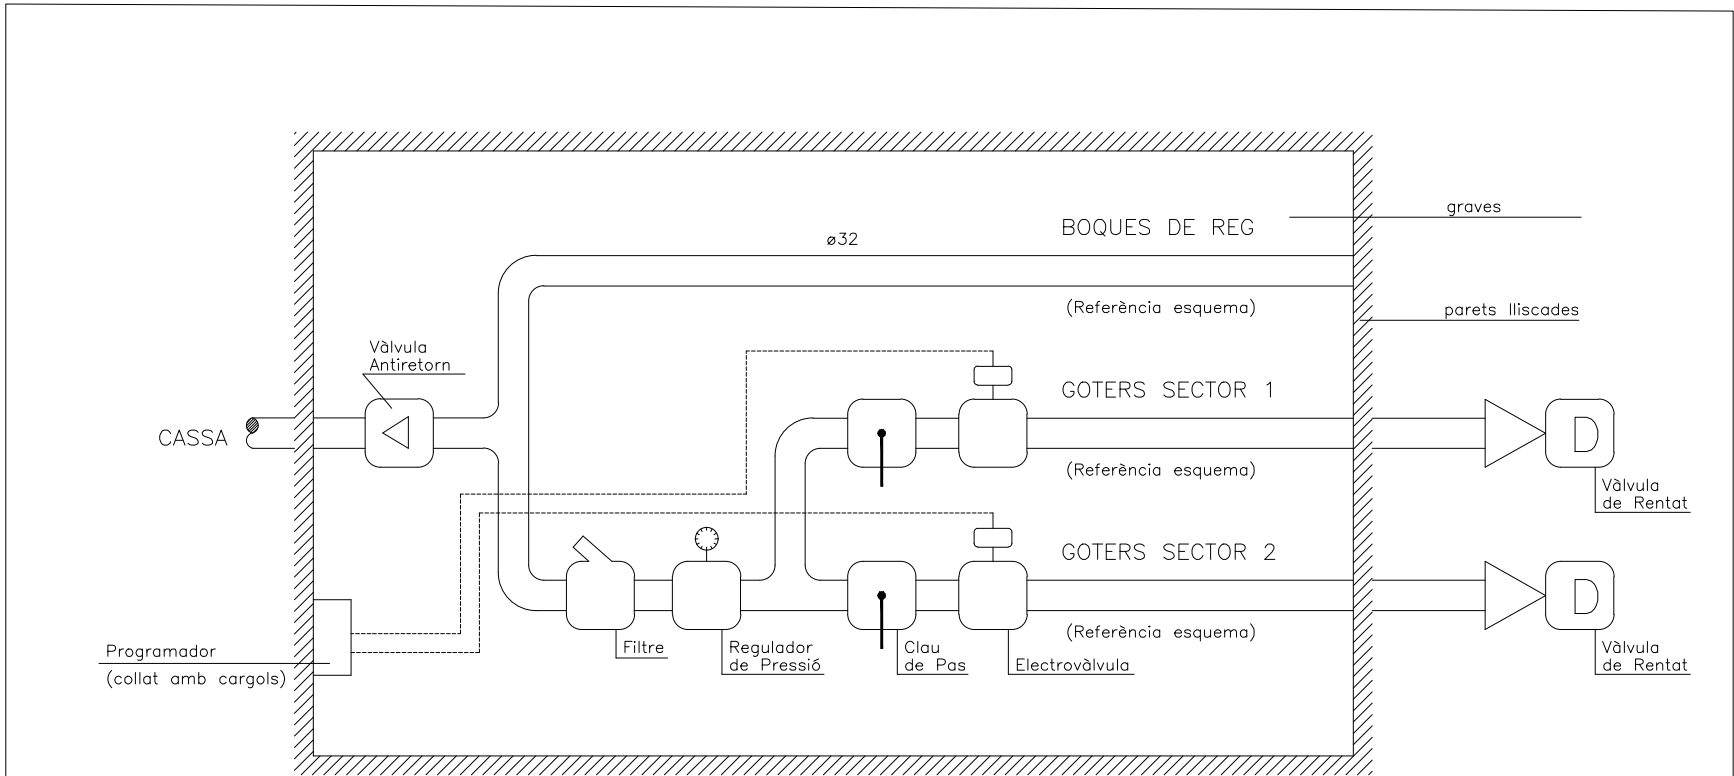 graves
BOQUES DE REG
ø32
(Referència esquema)
parets lliscades
Vàlvula
Antiretorn
GOTERS SECTOR 1
CASSA
D
(Referència esquema)
Vàlvula
de Rentat
GOTERS SECTOR 2
D
(Referència esquema)
Programador
(collat amb cargols)
Filtre
Regulador
de Pressió
Clau
de Pas
Electrovàlvula
Vàlvula
de Rentat